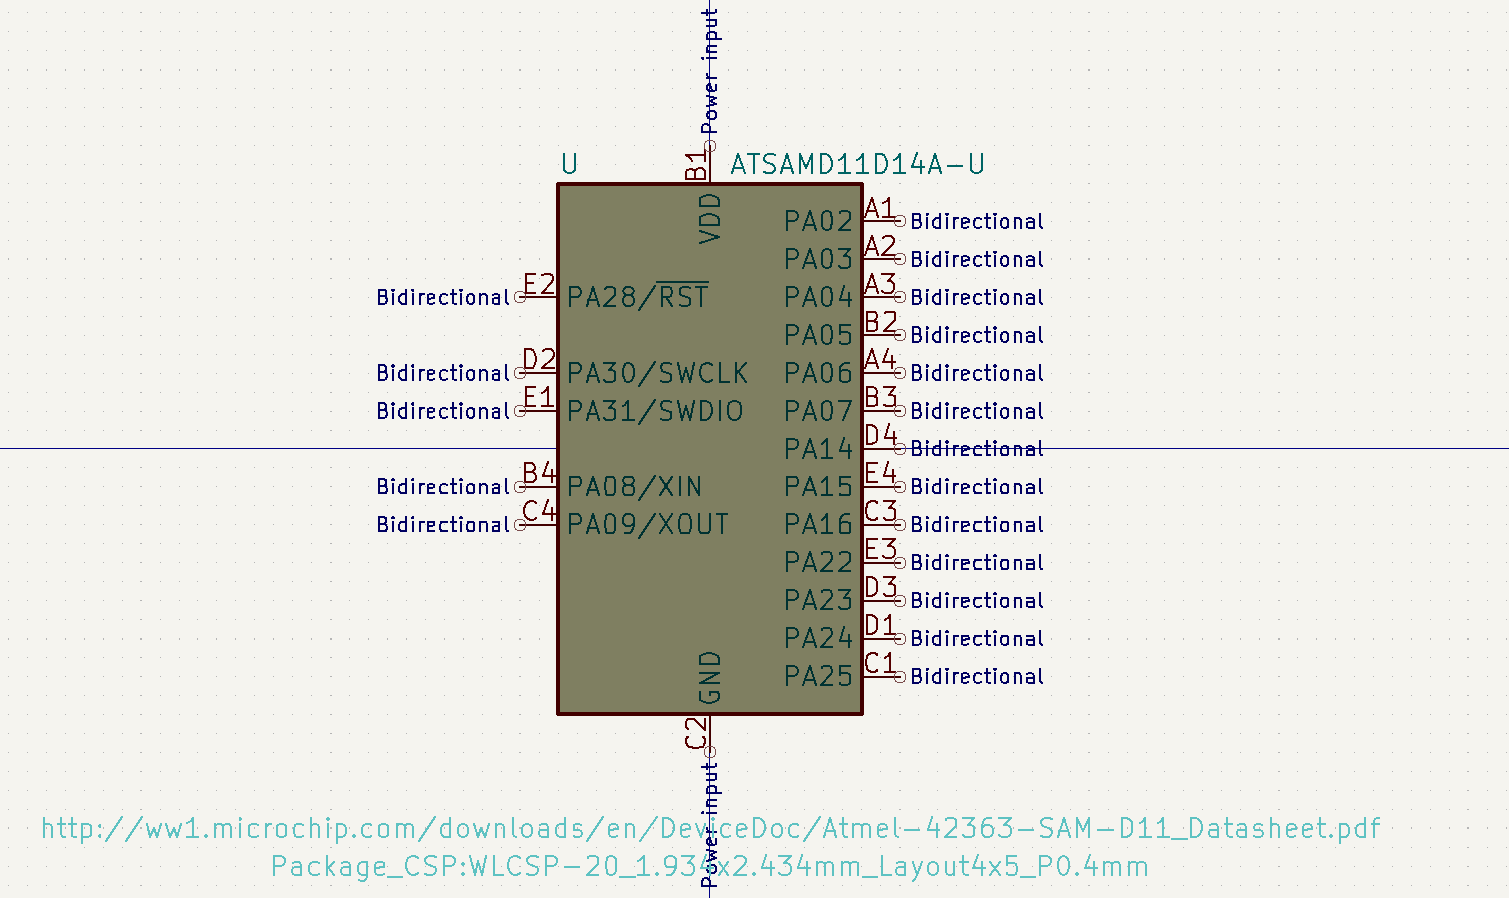 Power input
B1
U ATSAMD11D14A-U
VDD
PA02 A1 Bidirectional
PA03 A2 Bidirectional
Bidirectional E2 PA28/RST PA04 A3 Bidirectional
PA05 B2 Bidirectional
Bidirectional D2 PA30/SWCLK PA06 A4 Bidirectional
Bidirectional E1 PA31/SWDIO PA07 B3 Bidirectional
PA14 D4 Bidirectional
Bidirectional B4 PA08/XIN PA15 E4 Bidirectional
Bidirectional C4 PA09/XOUT PA16 C3 Bidirectional
PA22 E3 Bidirectional
PA23 D3 Bidirectional
PA24 D1 Bidirectional
PA25 C1 Bidirectional
GND
C2
Power input
http://ww1.microchip.com/downloads/en/DeviceDoc/Atmel-42363-SAM-D11_Datasheet.pdf
Package_CSP:WLCSP-20_1.934x2.434mm_Layout4x5_P0.4mm